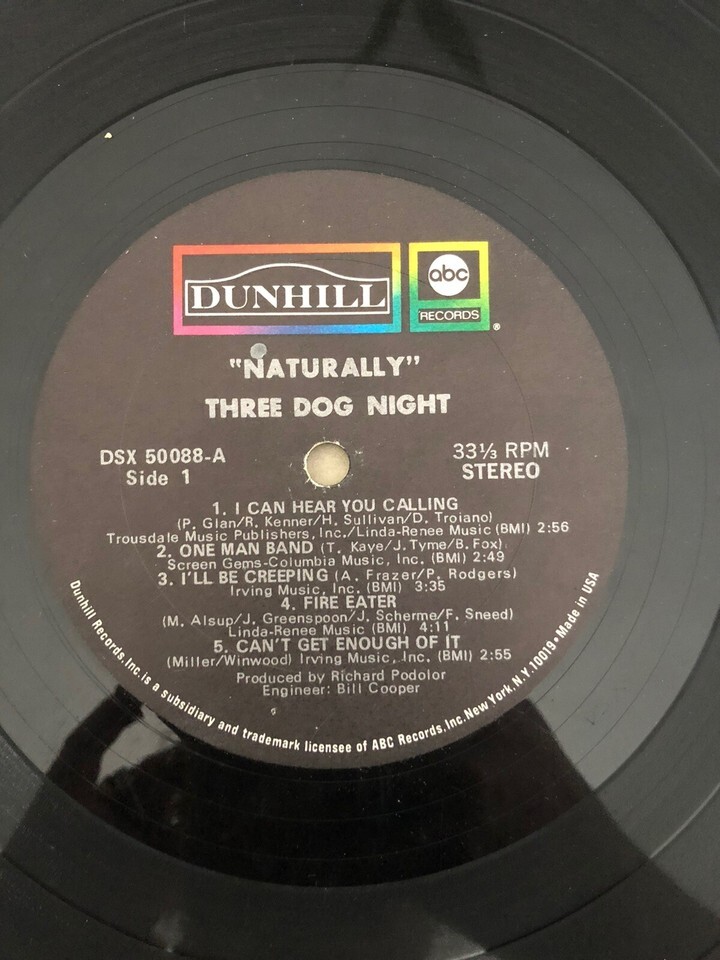 DUNHILL
abc
RECORDS
®
"NATURALLY"
THREE DOG NIGHT
DSX 50088-A
Side 1
33⅓ RPM
STEREO
1. I CAN HEAR YOU CALLING
(P. Glan/R. Kenner/H. Sullivan/D. Troiano)
Trousdale Music Publishers, Inc./Linda-Renee Music (BMI) 2:56
2. ONE MAN BAND (T. Kaye/J. Tyme/B. Fox)
Screen Gems-Columbia Music, Inc. (BMI) 2:49
3. I'LL BE CREEPING (A. Frazer/P. Rodgers)
Irving Music, Inc. (BMI) 3:35
4. FIRE EATER
(M. Alsup/J. Greenspoon/J. Scherme/F. Sneed)
Linda-Renee Music (BMI) 4:11
5. CAN'T GET ENOUGH OF IT
(Miller/Winwood) Irving Music, Inc. (BMI) 2:55
Produced by Richard Podolor
Engineer: Bill Cooper
Dunhill Records, Inc. is a subsidiary and trademark licensee of ABC Records, Inc. New York, N.Y. 10019 • Made in USA